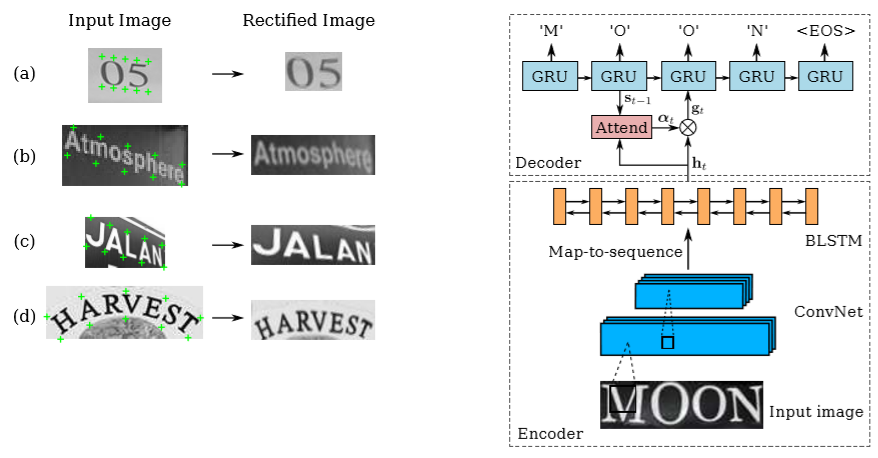 Input Image
Rectified Image
(a)
05
05
(b)
Atmosphere
Atmosphere
(c)
JALAN
JALAN
(d)
HARVEST
HARVEST
'M' 'O' 'O' 'N' <EOS>
GRU GRU GRU GRU GRU
s_{t−1}
g_t
Attend
α_t
h_t
Decoder
BLSTM
Map-to-sequence
ConvNet
MOON
Input image
Encoder